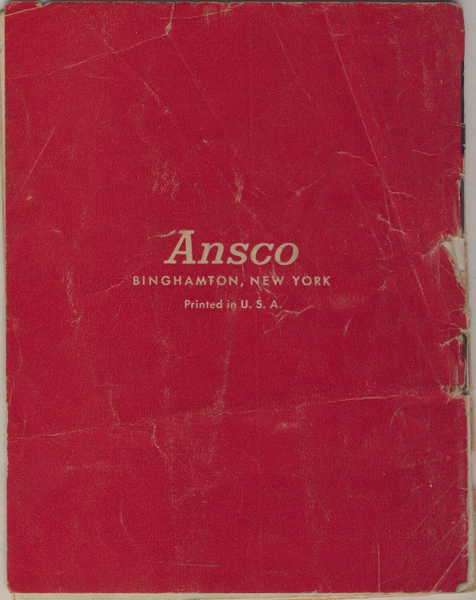 Ansco
BINGHAMTON, NEW YORK
Printed in U. S. A.